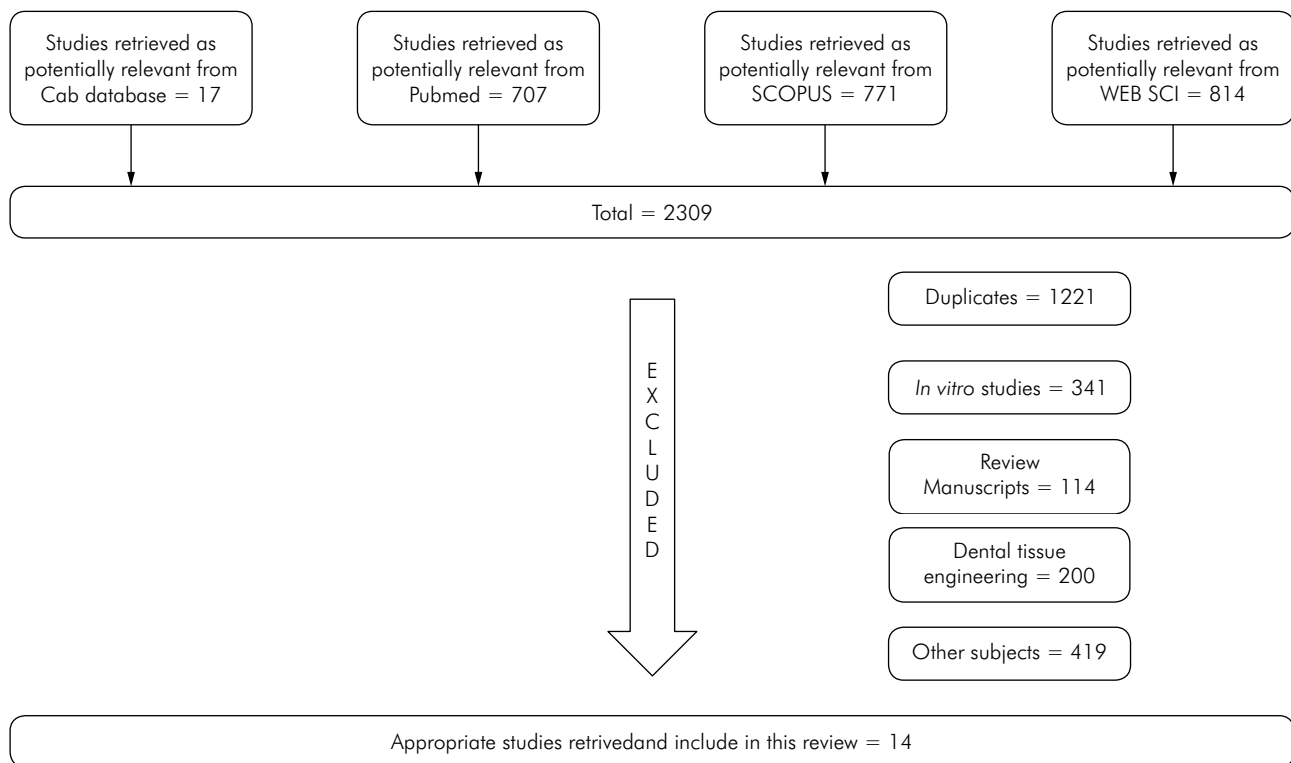 Studies retrieved as
potentially relevant from
Cab database = 17
Studies retrieved as
potentially relevant from
Pubmed = 707
Studies retrieved as
potentially relevant from
SCOPUS = 771
Studies retrieved as
potentially relevant from
WEB SCI = 814
Total = 2309
E
X
C
L
U
D
E
D
Duplicates = 1221
In vitro studies = 341
Review
Manuscripts = 114
Dental tissue
engineering = 200
Other subjects = 419
Appropriate studies retrivedand include in this review = 14